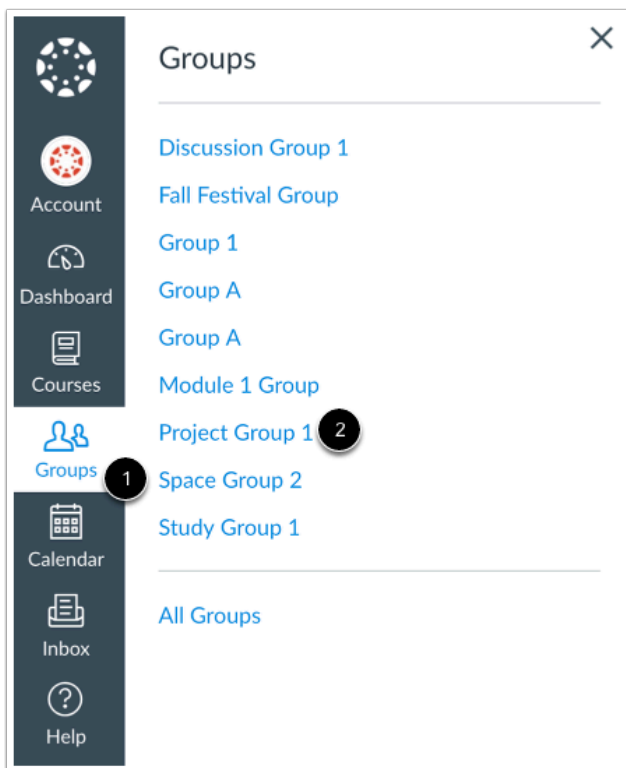 Groups
Account
Dashboard
Courses
Groups
1
Calendar
Inbox
Help
Discussion Group 1
Fall Festival Group
Group 1
Group A
Group A
Module 1 Group
Project Group 1
2
Space Group 2
Study Group 1
All Groups